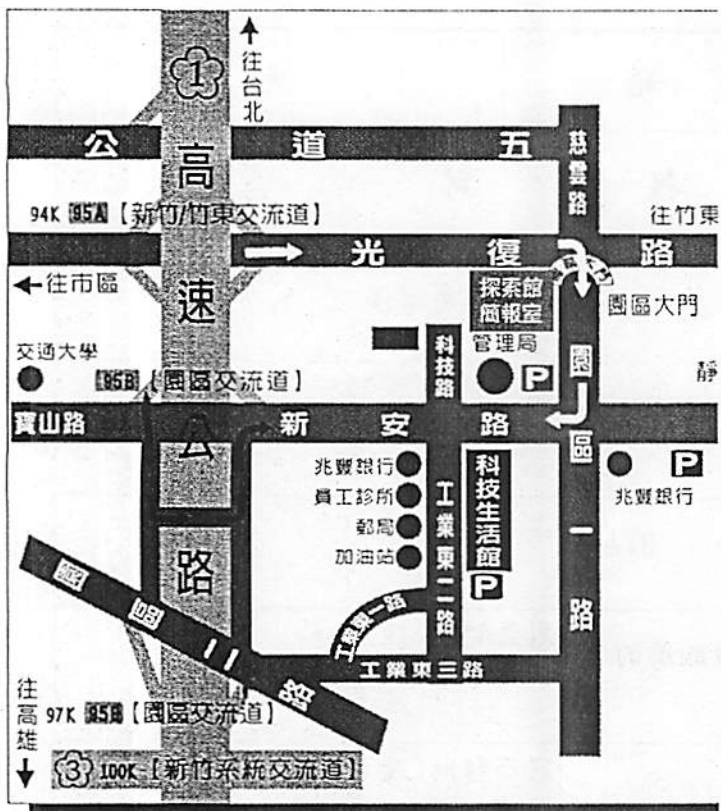 往台北
1
高速公路
公道五
慈雲路
94K 95A【新竹/竹東交流道】
往竹東
光復路
←往市區
探索館
簡報室
園區大門
管理局
P
科技路
交通大學
95B【園區交流道】
靜
寶山路
新安路
園區一路
兆豐銀行
員工診所
郵局
加油站
工業東二路
科技生活館
P
P
兆豐銀行
園區二路
工業東一路
工業東三路
往高雄
97K 95B【園區交流道】
3 100K【新竹系統交流道】